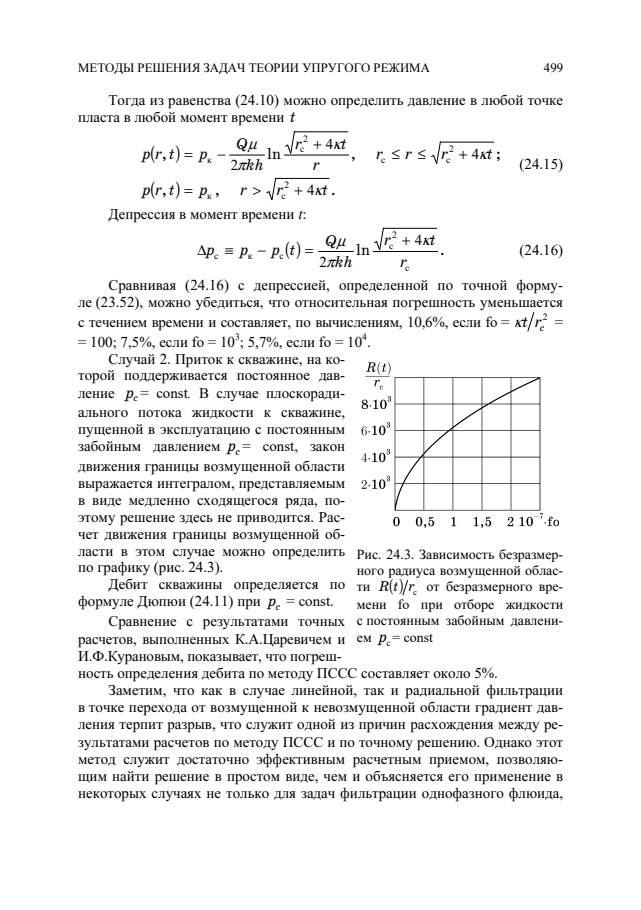 МЕТОДЫ РЕШЕНИЯ ЗАДАЧ ТЕОРИИ УПРУГОГО РЕЖИМА 499
Тогда из равенства (24.10) можно определить давление в любой точке
пласта в любой момент времени t
p(r, t) = pк − Qμ/2πkh ln √(rс² + 4κt)/r, rс ≤ r ≤ √(rс² + 4κt);
(24.15)
p(r, t) = pк, r > √(rс² + 4κt).
Депрессия в момент времени t:
Δpс ≡ pк − pс(t) = Qμ/2πkh ln √(rс² + 4κt)/rс. (24.16)
Сравнивая (24.16) с депрессией, определенной по точной форму-
ле (23.52), можно убедиться, что относительная погрешность уменьшается
с течением времени и составляет, по вычислениям, 10,6%, если fo = κt/rс² =
= 100; 7,5%, если fo = 10³; 5,7%, если fo = 10⁴.
Случай 2. Приток к скважине, на ко-
торой поддерживается постоянное дав-
ление pс = const. В случае плоскоради-
ального потока жидкости к скважине,
пущенной в эксплуатацию с постоянным
забойным давлением pс = const, закон
движения границы возмущенной области
выражается интегралом, представляемым
в виде медленно сходящегося ряда, по-
этому решение здесь не приводится. Рас-
чет движения границы возмущенной об-
ласти в этом случае можно определить
по графику (рис. 24.3).
Дебит скважины определяется по
формуле Дюпюи (24.11) при pс = const.
Сравнение с результатами точных
расчетов, выполненных К.А.Царевичем и
И.Ф.Курановым, показывает, что погреш-
R(t)
rс
8·10³
6·10³
4·10³
2·10³
0 0,5 1 1,5 2 10⁻⁷·fo
Рис. 24.3. Зависимость безразмер-
ного радиуса возмущенной облас-
ти R(t)/rс от безразмерного вре-
мени fo при отборе жидкости
с постоянным забойным давлени-
ем pс = const
ность определения дебита по методу ПССС составляет около 5%.
Заметим, что как в случае линейной, так и радиальной фильтрации
в точке перехода от возмущенной к невозмущенной области градиент дав-
ления терпит разрыв, что служит одной из причин расхождения между ре-
зультатами расчетов по методу ПССС и по точному решению. Однако этот
метод служит достаточно эффективным расчетным приемом, позволяю-
щим найти решение в простом виде, чем и объясняется его применение в
некоторых случаях не только для задач фильтрации однофазного флюида,